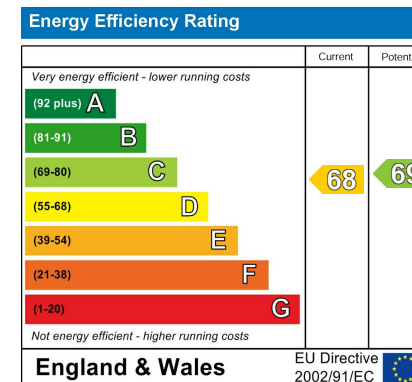 Energy Efficiency Rating
Current Potent
Very energy efficient - lower running costs
(92 plus) A
(81-91) B
(69-80) C
(55-68) D
(39-54) E
(21-38) F
(1-20) G
68 69
Not energy efficient - higher running costs
England & Wales
EU Directive
2002/91/EC